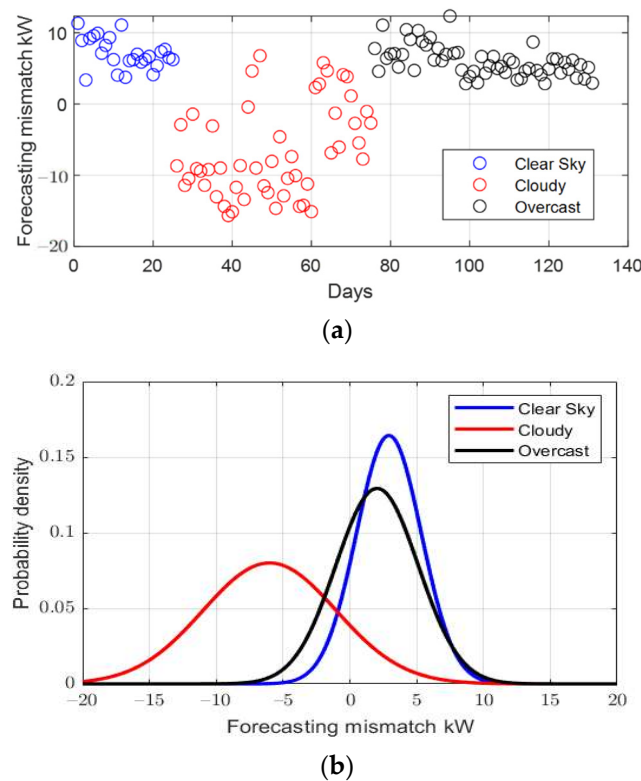 Forecasting mismatch kW
10
0
−10
−20
0
20
40
60
80
100
120
140
Clear Sky
Cloudy
Overcast
Days
(a)
Probability density
0.2
0.15
0.1
0.05
0
−20
−15
−10
−5
0
5
10
15
20
Clear Sky
Cloudy
Overcast
Forecasting mismatch kW
(b)